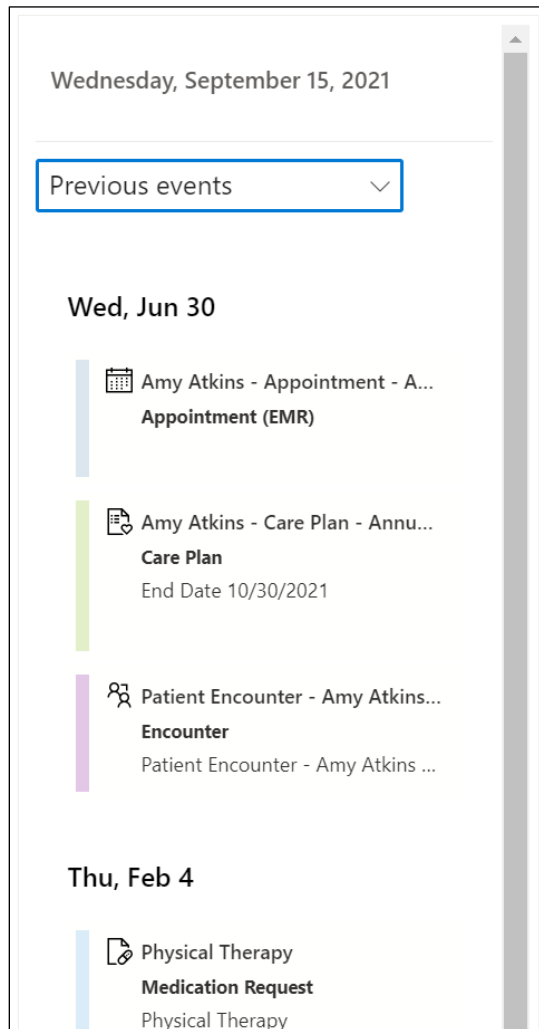 Wednesday, September 15, 2021
Previous events
Wed, Jun 30
Amy Atkins - Appointment - A...
Appointment (EMR)
Amy Atkins - Care Plan - Annu...
Care Plan
End Date 10/30/2021
Patient Encounter - Amy Atkins...
Encounter
Patient Encounter - Amy Atkins ...
Thu, Feb 4
Physical Therapy
Medication Request
Physical Therapy